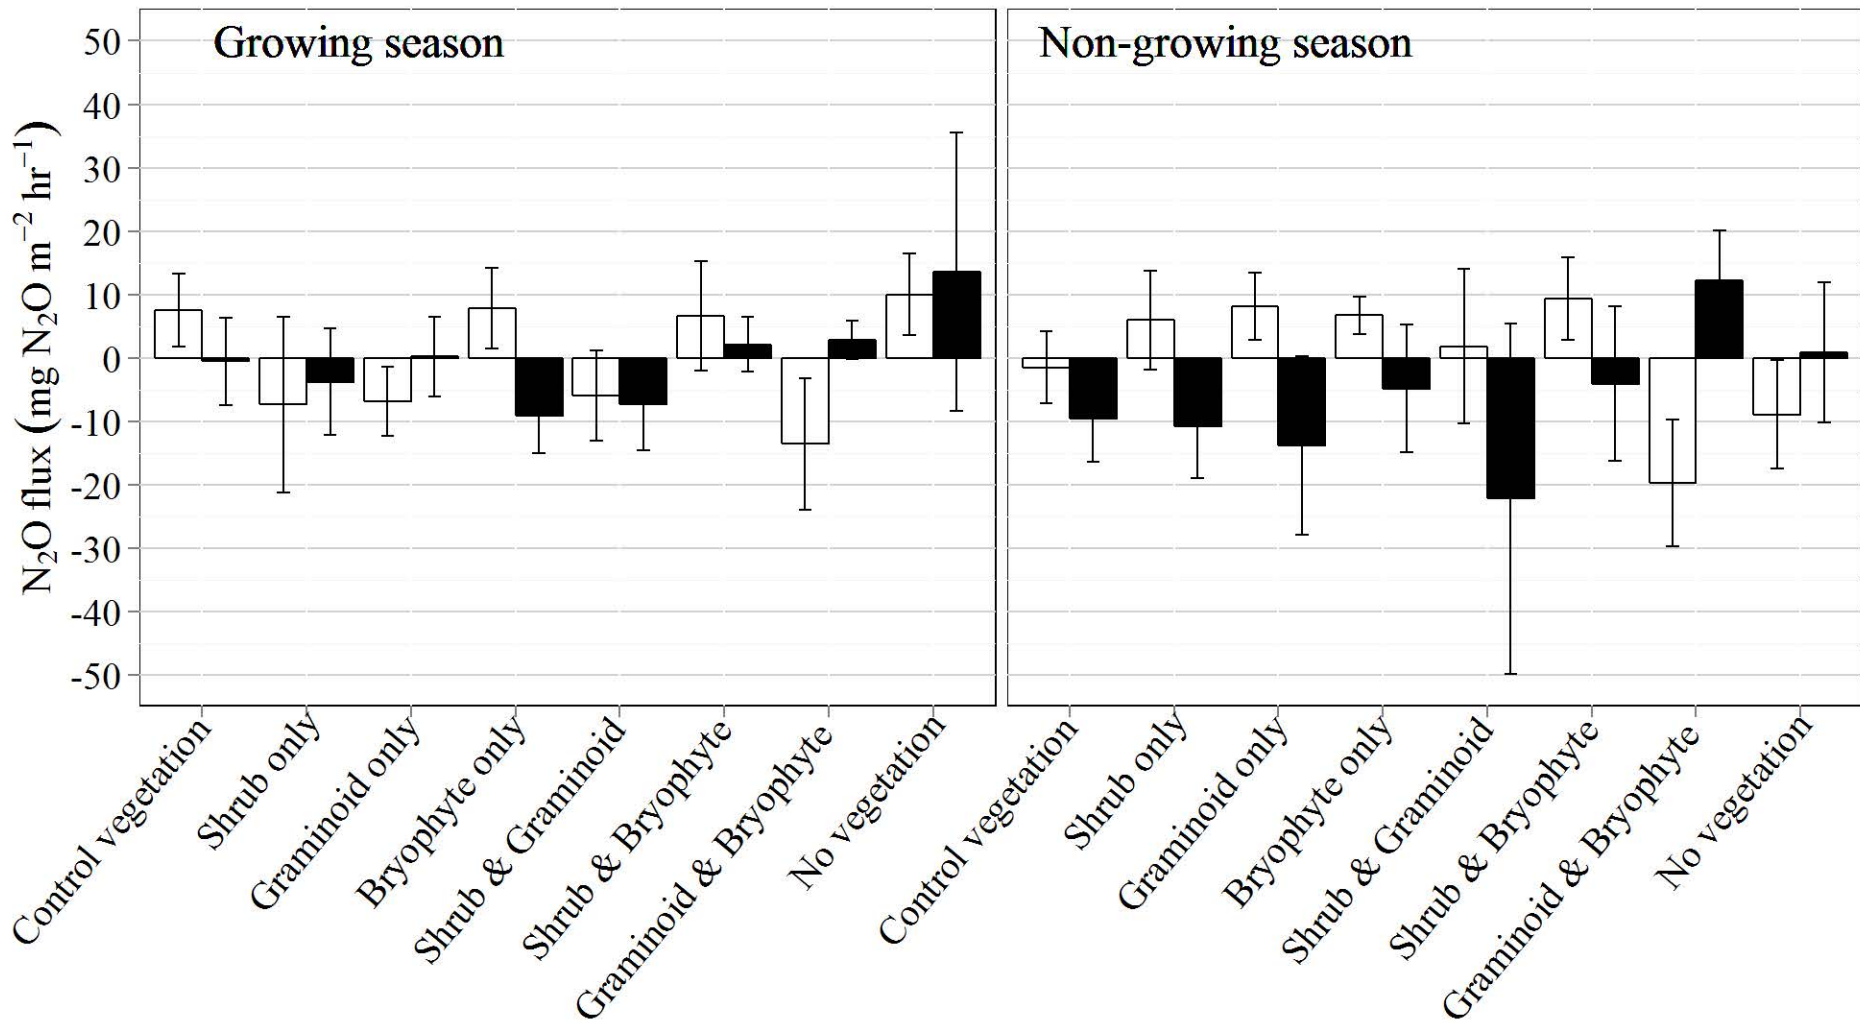 Growing season
Non-growing season
N₂O flux (mg N₂O m⁻² hr⁻¹)
50
40
30
20
10
0
-10
-20
-30
-40
-50
Control vegetation
Shrub only
Graminoid only
Bryophyte only
Shrub & Graminoid
Shrub & Bryophyte
Graminoid & Bryophyte
No vegetation
Control vegetation
Shrub only
Graminoid only
Bryophyte only
Shrub & Graminoid
Shrub & Bryophyte
Graminoid & Bryophyte
No vegetation